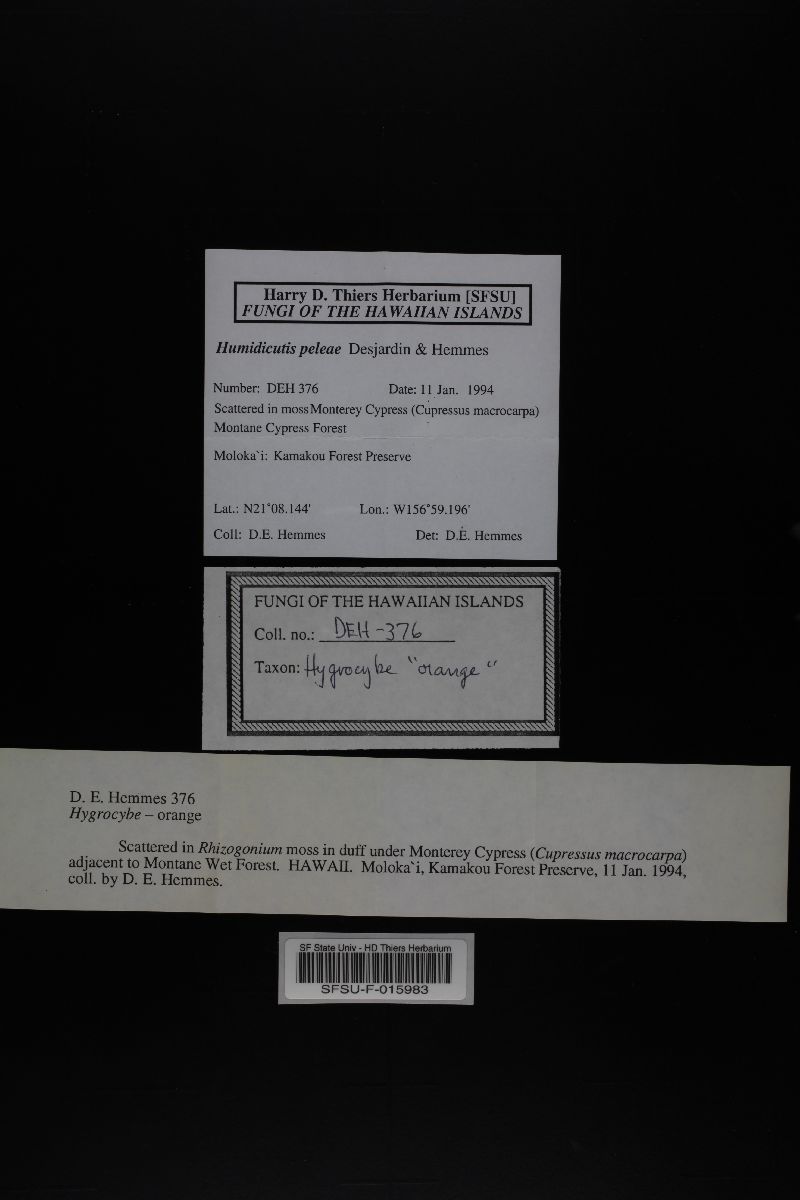 Harry D. Thiers Herbarium [SFSU]
FUNGI OF THE HAWAIIAN ISLANDS
Humidicutis peleae Desjardin & Hemmes
Number: DEH 376 Date: 11 Jan. 1994
Scattered in moss Monterey Cypress (Cupressus macrocarpa)
Montane Cypress Forest
Moloka`i: Kamakou Forest Preserve
Lat.: N21°08.144' Lon.: W156°59.196'
Coll: D.E. Hemmes Det: D.E. Hemmes
FUNGI OF THE HAWAIIAN ISLANDS
Coll. no.: DEH-376
Taxon: Hygrocybe "orange"
D. E. Hemmes 376
Hygrocybe – orange
Scattered in Rhizogonium moss in duff under Monterey Cypress (Cupressus macrocarpa)
adjacent to Montane Wet Forest. HAWAII. Moloka`i, Kamakou Forest Preserve, 11 Jan. 1994,
coll. by D. E. Hemmes.
SF State Univ - HD Thiers Herbarium
SFSU-F-015983